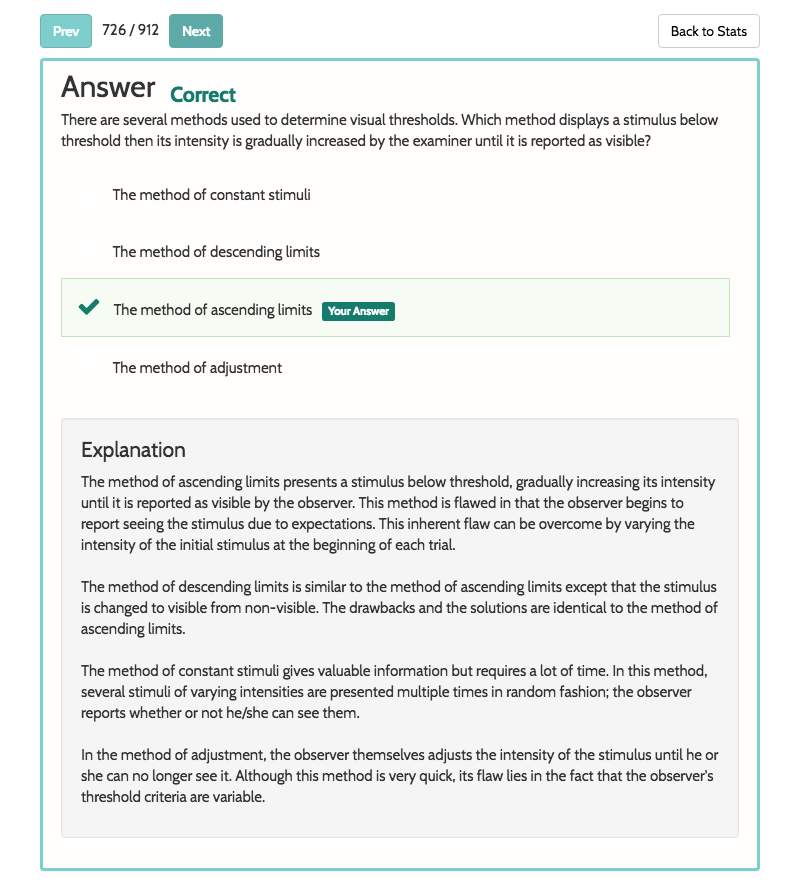 Prev 726 / 912 Next Back to Stats
Answer Correct
There are several methods used to determine visual thresholds. Which method displays a stimulus below
threshold then its intensity is gradually increased by the examiner until it is reported as visible?
The method of constant stimuli
The method of descending limits
The method of ascending limits Your Answer
The method of adjustment
Explanation
The method of ascending limits presents a stimulus below threshold, gradually increasing its intensity
until it is reported as visible by the observer. This method is flawed in that the observer begins to
report seeing the stimulus due to expectations. This inherent flaw can be overcome by varying the
intensity of the initial stimulus at the beginning of each trial.
The method of descending limits is similar to the method of ascending limits except that the stimulus
is changed to visible from non-visible. The drawbacks and the solutions are identical to the method of
ascending limits.
The method of constant stimuli gives valuable information but requires a lot of time. In this method,
several stimuli of varying intensities are presented multiple times in random fashion; the observer
reports whether or not he/she can see them.
In the method of adjustment, the observer themselves adjusts the intensity of the stimulus until he or
she can no longer see it. Although this method is very quick, its flaw lies in the fact that the observer's
threshold criteria are variable.